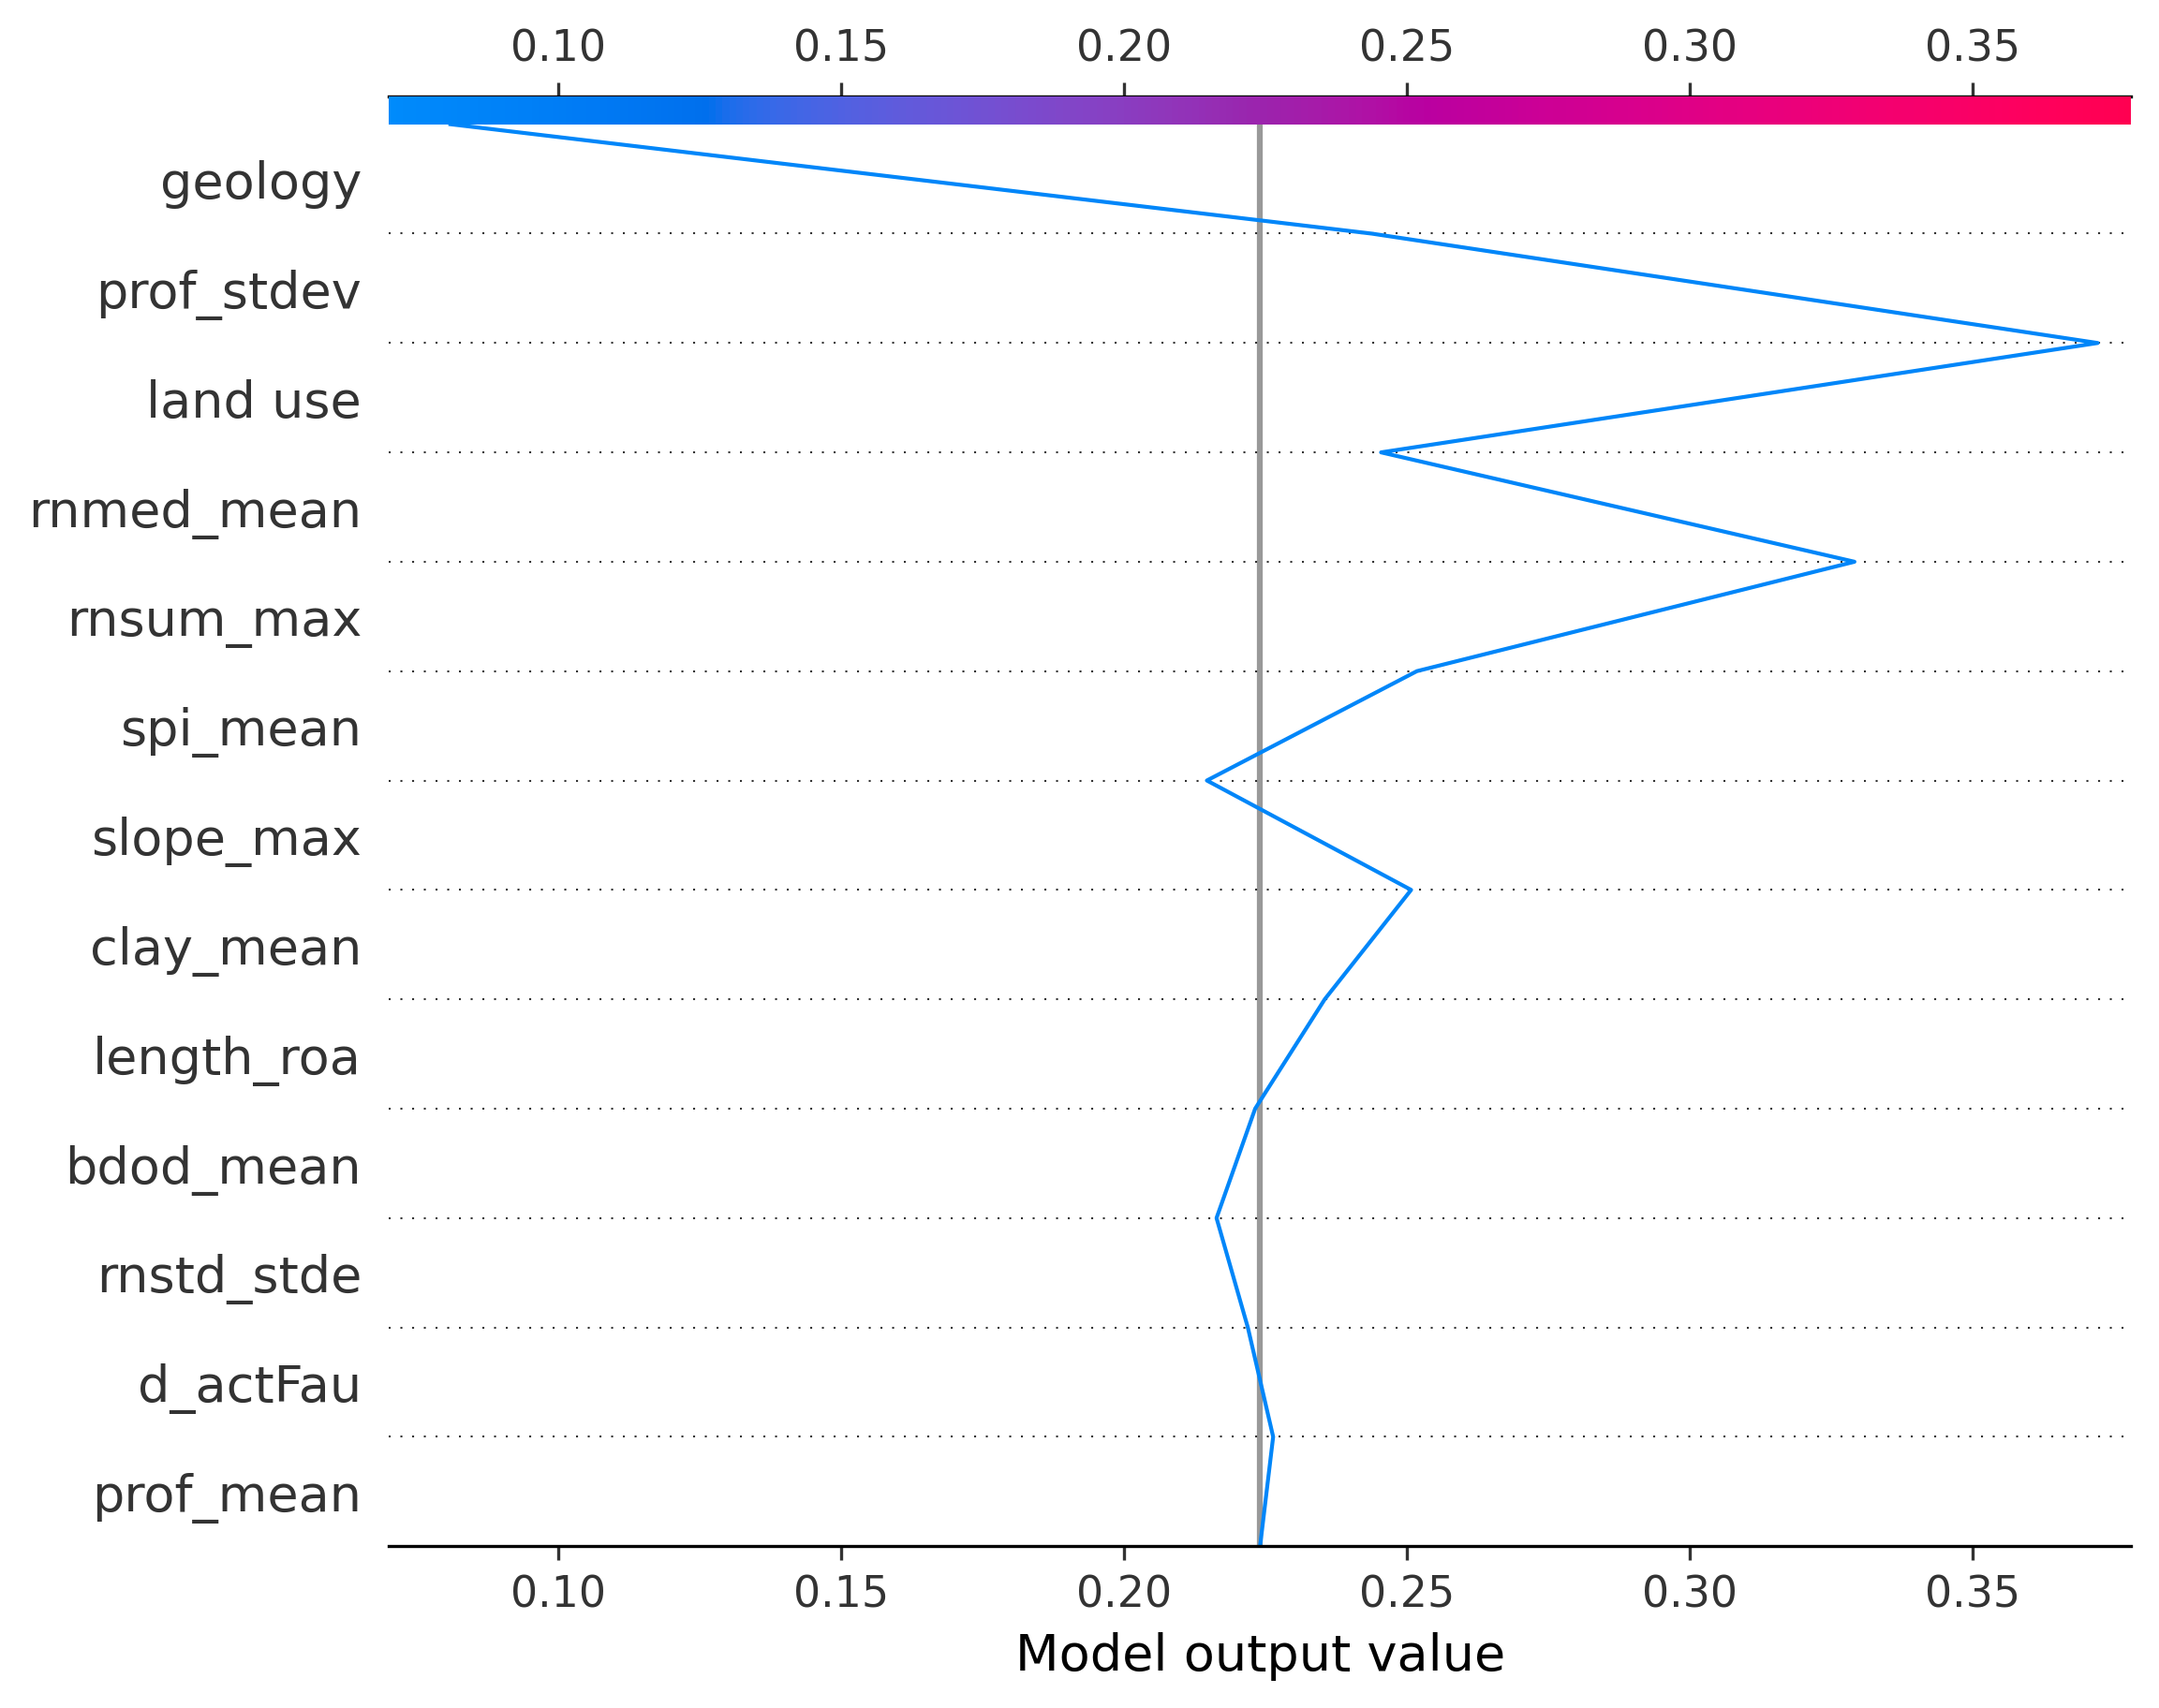 0.10 0.15 0.20 0.25 0.30 0.35
geology
prof_stdev
land use
rnmed_mean
rnsum_max
spi_mean
slope_max
clay_mean
length_roa
bdod_mean
rnstd_stde
d_actFau
prof_mean
0.10 0.15 0.20 0.25 0.30 0.35
Model output value